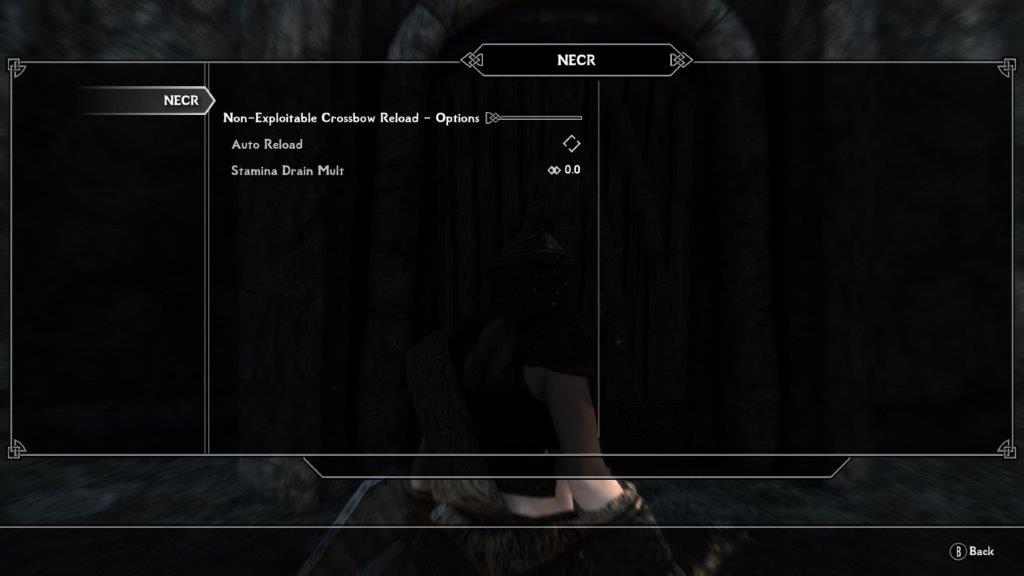 NECR
NECR
Non-Exploitable Crossbow Reload - Options
Auto Reload
Stamina Drain Mult 0.0
B Back